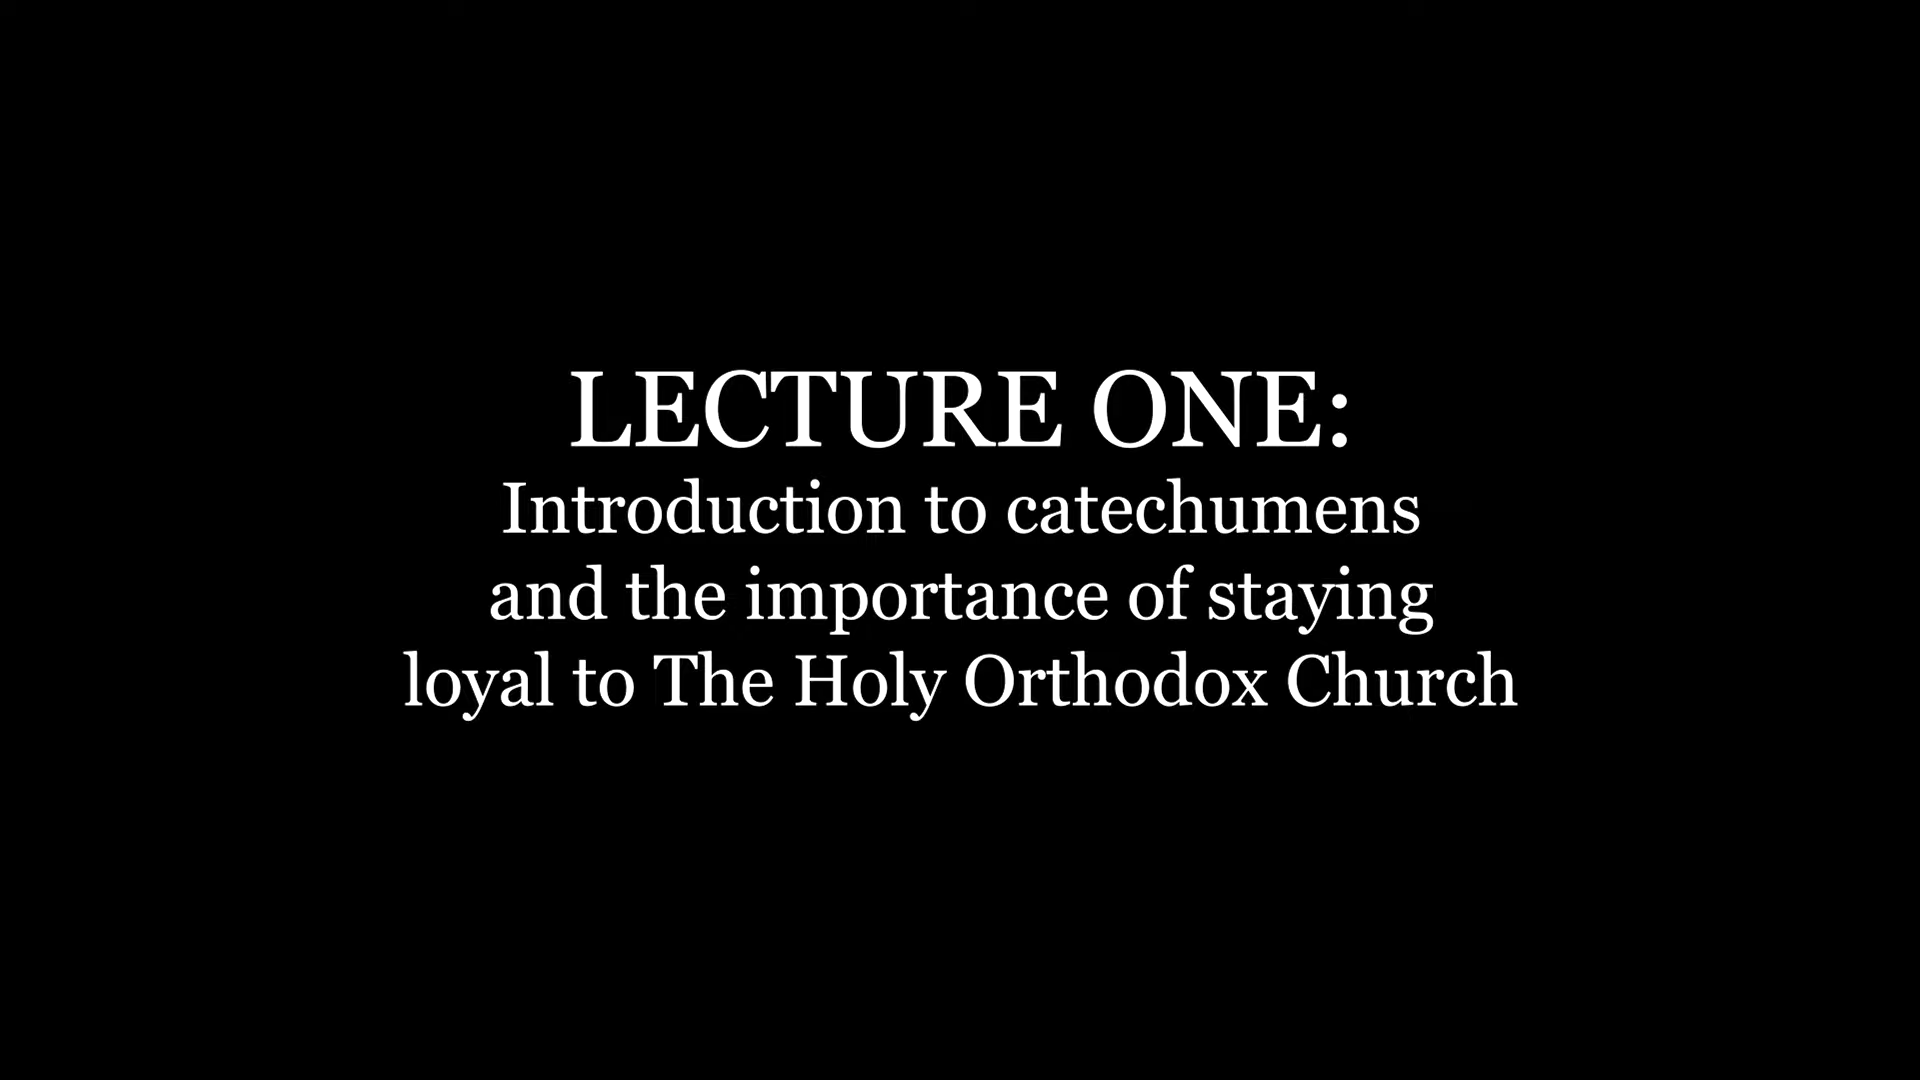 LECTURE ONE:
Introduction to catechumens
and the importance of staying
loyal to The Holy Orthodox Church